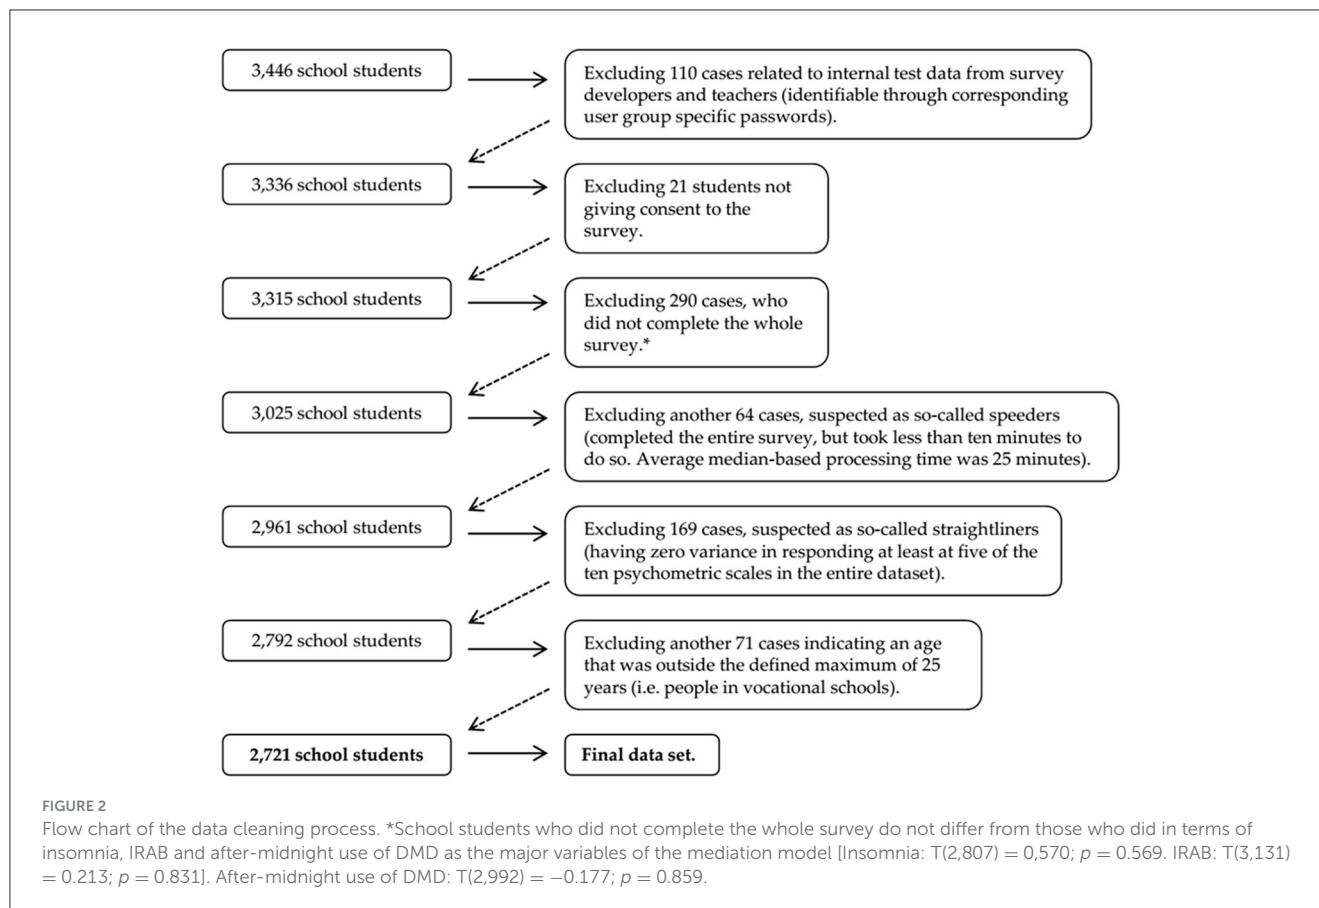 3,446 school students
Excluding 110 cases related to internal test data from survey
developers and teachers (identifiable through corresponding
user group specific passwords).
3,336 school students
Excluding 21 students not
giving consent to the
survey.
3,315 school students
Excluding 290 cases, who
did not complete the whole
survey.*
3,025 school students
Excluding another 64 cases, suspected as so-called speeders
(completed the entire survey, but took less than ten minutes to
do so. Average median-based processing time was 25 minutes).
2,961 school students
Excluding 169 cases, suspected as so-called straightliners
(having zero variance in responding at least at five of the
ten psychometric scales in the entire dataset).
2,792 school students
Excluding another 71 cases indicating an age
that was outside the defined maximum of 25
years (i.e. people in vocational schools).
2,721 school students
Final data set.
FIGURE 2
Flow chart of the data cleaning process. *School students who did not complete the whole survey do not differ from those who did in terms of
insomnia, IRAB and after-midnight use of DMD as the major variables of the mediation model [Insomnia: T(2,807) = 0,570; p = 0.569. IRAB: T(3,131)
= 0.213; p = 0.831]. After-midnight use of DMD: T(2,992) = −0.177; p = 0.859.